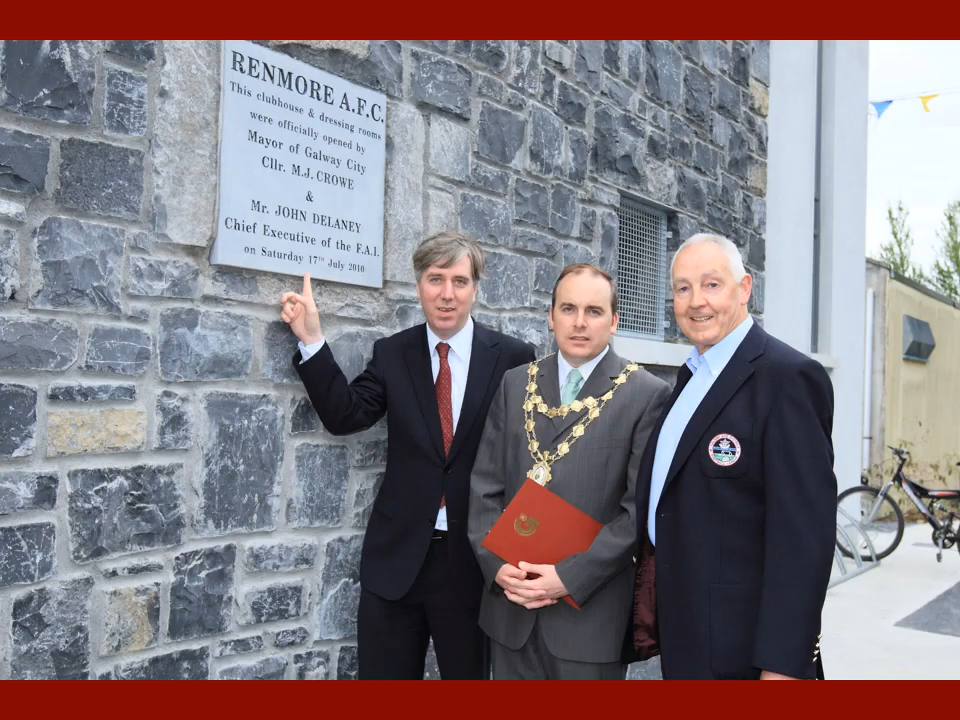 RENMORE A.F.C.
This clubhouse & dressing rooms
were officially opened by
Mayor of Galway City
Cllr. M.J. CROWE
&
Mr. JOHN DELANEY
Chief Executive of the F.A.I.
on Saturday 17TH July 2010